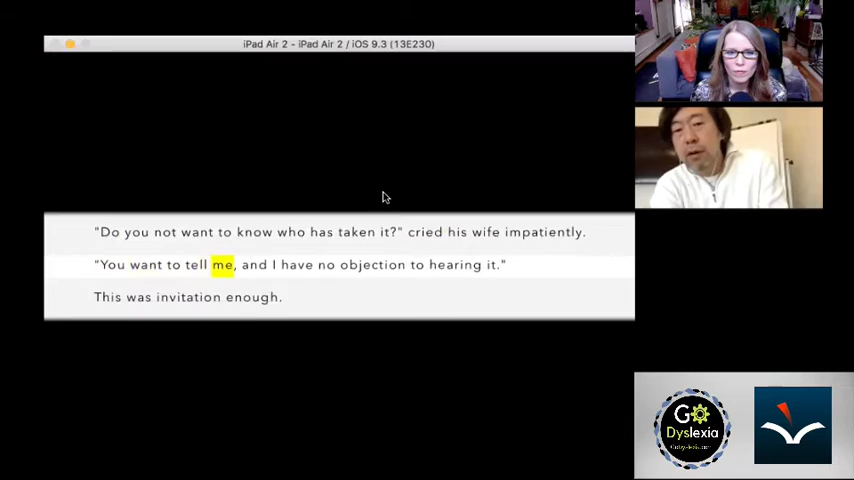 iPad Air 2 - iPad Air 2 / iOS 9.3 (13E230)
"Do you not want to know who has taken it?" cried his wife impatiently.
"You want to tell me, and I have no objection to hearing it."
This was invitation enough.
GO
Dyslexia
GoDyslexia.com